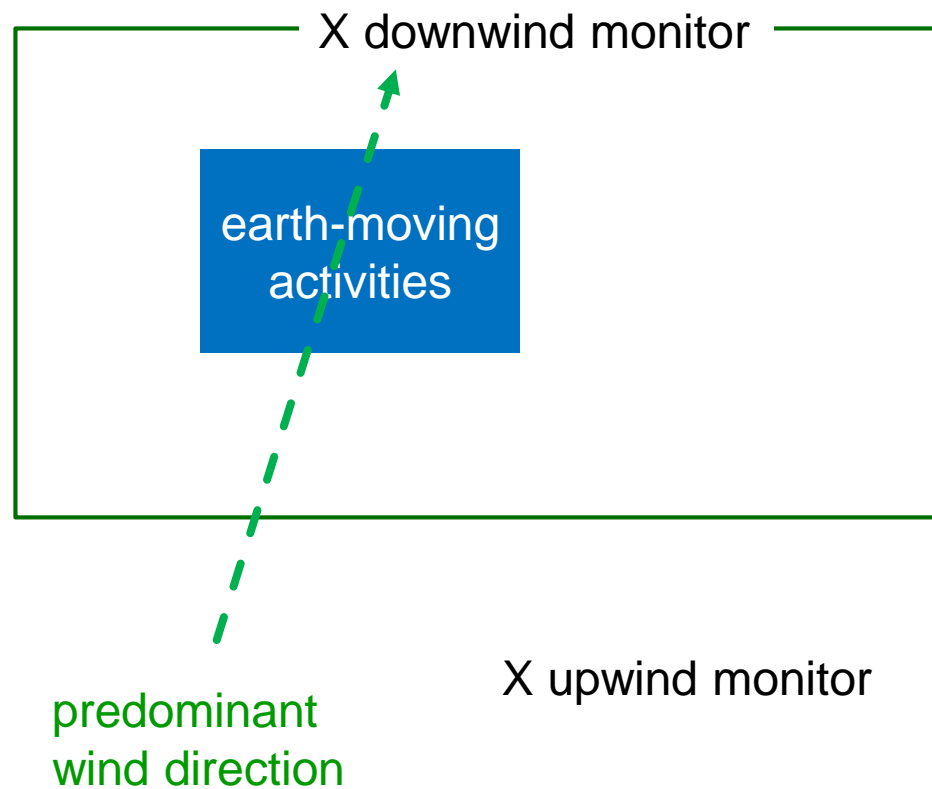 X downwind monitor
earth-moving
activities
X upwind monitor
predominant
wind direction